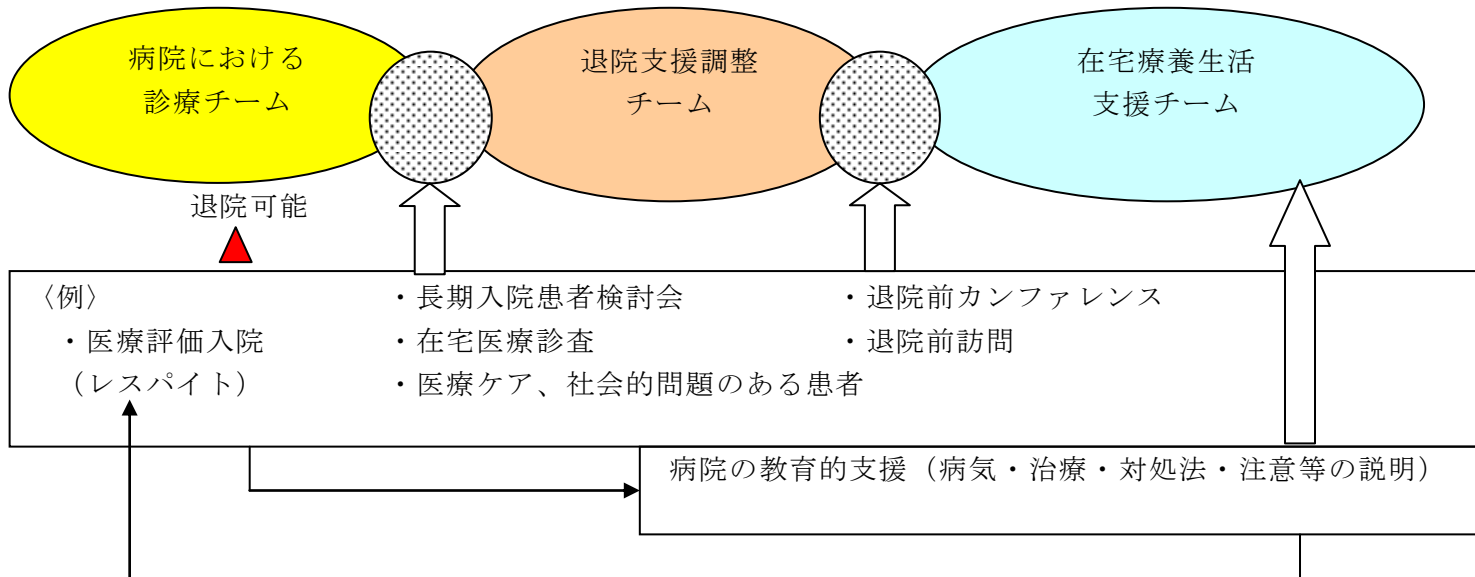 病院における
診療チーム
退院支援調整
チーム
在宅療養生活
支援チーム
退院可能
〈例〉
・医療評価入院
（レスパイト）
・長期入院患者検討会
・在宅医療診査
・医療ケア、社会的問題のある患者
・退院前カンファレンス
・退院前訪問
病院の教育的支援（病気・治療・対処法・注意等の説明）